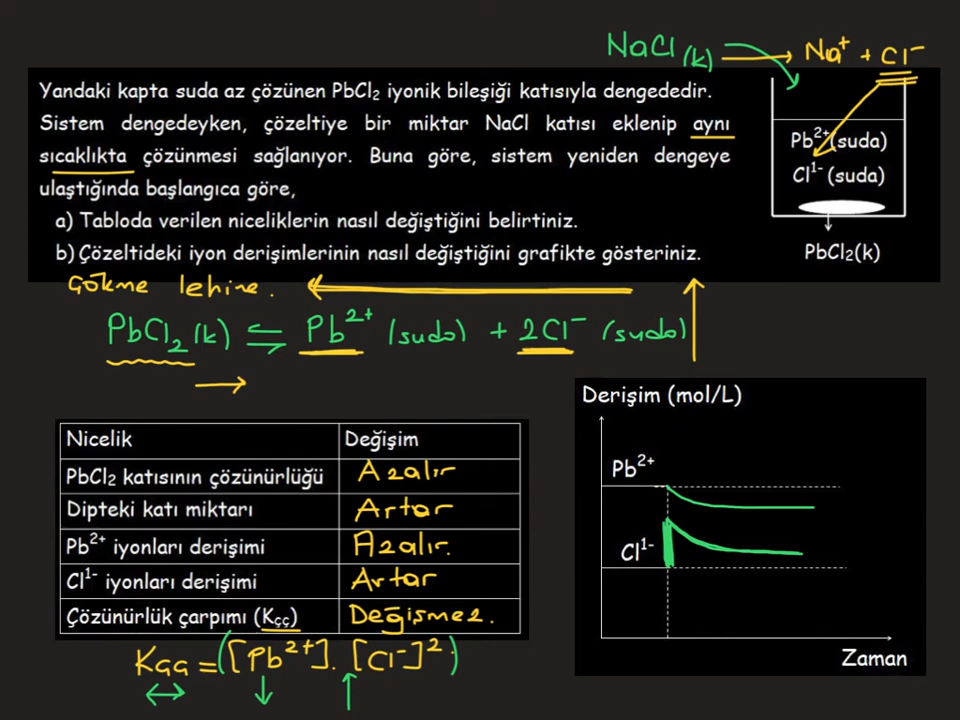 NaCl(k) → Na⁺ + Cl⁻
Yandaki kapta suda az çözünen PbCl₂ iyonik bileşiği katısıyla dengededir.
Sistem dengedeyken, çözeltiye bir miktar NaCl katısı eklenip aynı
sıcaklıkta çözünmesi sağlanıyor. Buna göre, sistem yeniden dengeye
ulaştığında başlangıca göre,
a) Tabloda verilen niceliklerin nasıl değiştiğini belirtiniz.
b) Çözeltideki iyon derişimlerinin nasıl değiştiğini grafikte gösteriniz.
Pb²⁺(suda)
Cl¹⁻(suda)
PbCl₂(k)
Çökme lehine.
PbCl₂(k) ⇌ Pb²⁺(suda) + 2Cl⁻(suda)
Nicelik Değişim
PbCl₂ katısının çözünürlüğü Azalır
Dipteki katı miktarı Artar
Pb²⁺ iyonları derişimi Azalır.
Cl¹⁻ iyonları derişimi Artar
Çözünürlük çarpımı (Kçç) Değişmez.
Kçç = ([Pb²⁺].[Cl⁻]²)
Derişim (mol/L)
Pb²⁺
Cl¹⁻
Zaman